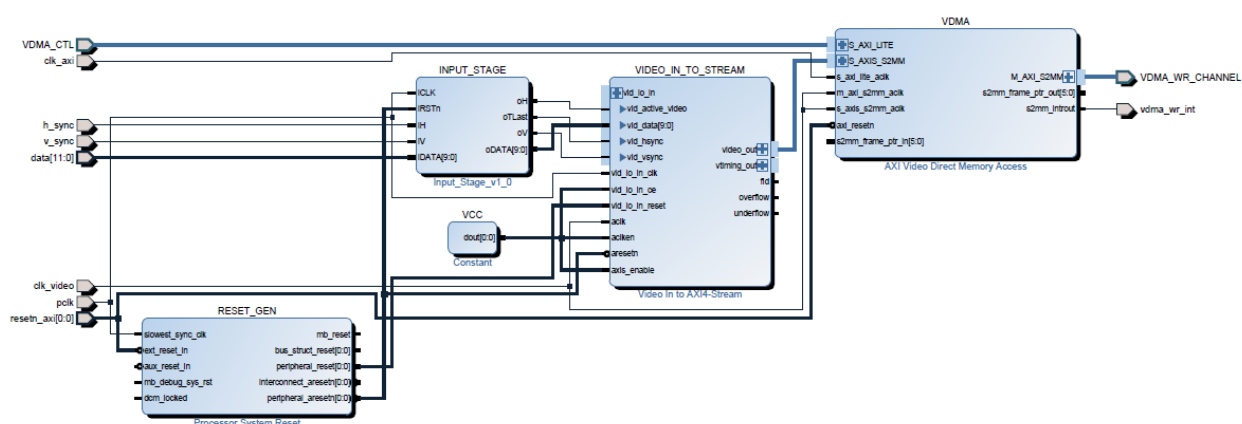 VDMA
VDMA_CTL
clk_axi
S_AXI_LITE
S_AXIS_S2MM
s_axi_lite_aclk
m_axi_s2mm_aclk
s_axis_s2mm_aclk
axi_resetn
s2mm_frame_ptr_in[5:0]
M_AXI_S2MM
s2mm_frame_ptr_out[5:0]
s2mm_introut
AXI Video Direct Memory Access
VDMA_WR_CHANNEL
vdma_wr_int
INPUT_STAGE
ICLK
IRSTn
IH
IV
IDATA[9:0]
oH
oTLast
oV
oDATA[9:0]
Input_Stage_v1_0
h_sync
v_sync
data[11:0]
VIDEO_IN_TO_STREAM
vid_io_in
vid_active_video
vid_data[9:0]
vid_hsync
vid_vsync
vid_io_in_clk
vid_io_in_ce
vid_io_in_reset
aclk
aclken
aresetn
axis_enable
video_out
vtiming_out
fid
overflow
underflow
Video In to AXI4-Stream
VCC
dout[0:0]
Constant
clk_video
pclk
resetn_axi[0:0]
RESET_GEN
slowest_sync_clk
ext_reset_in
aux_reset_in
mb_debug_sys_rst
dcm_locked
mb_reset
bus_struct_reset[0:0]
peripheral_reset[0:0]
interconnect_aresetn[0:0]
peripheral_aresetn[0:0]
Processor System Reset